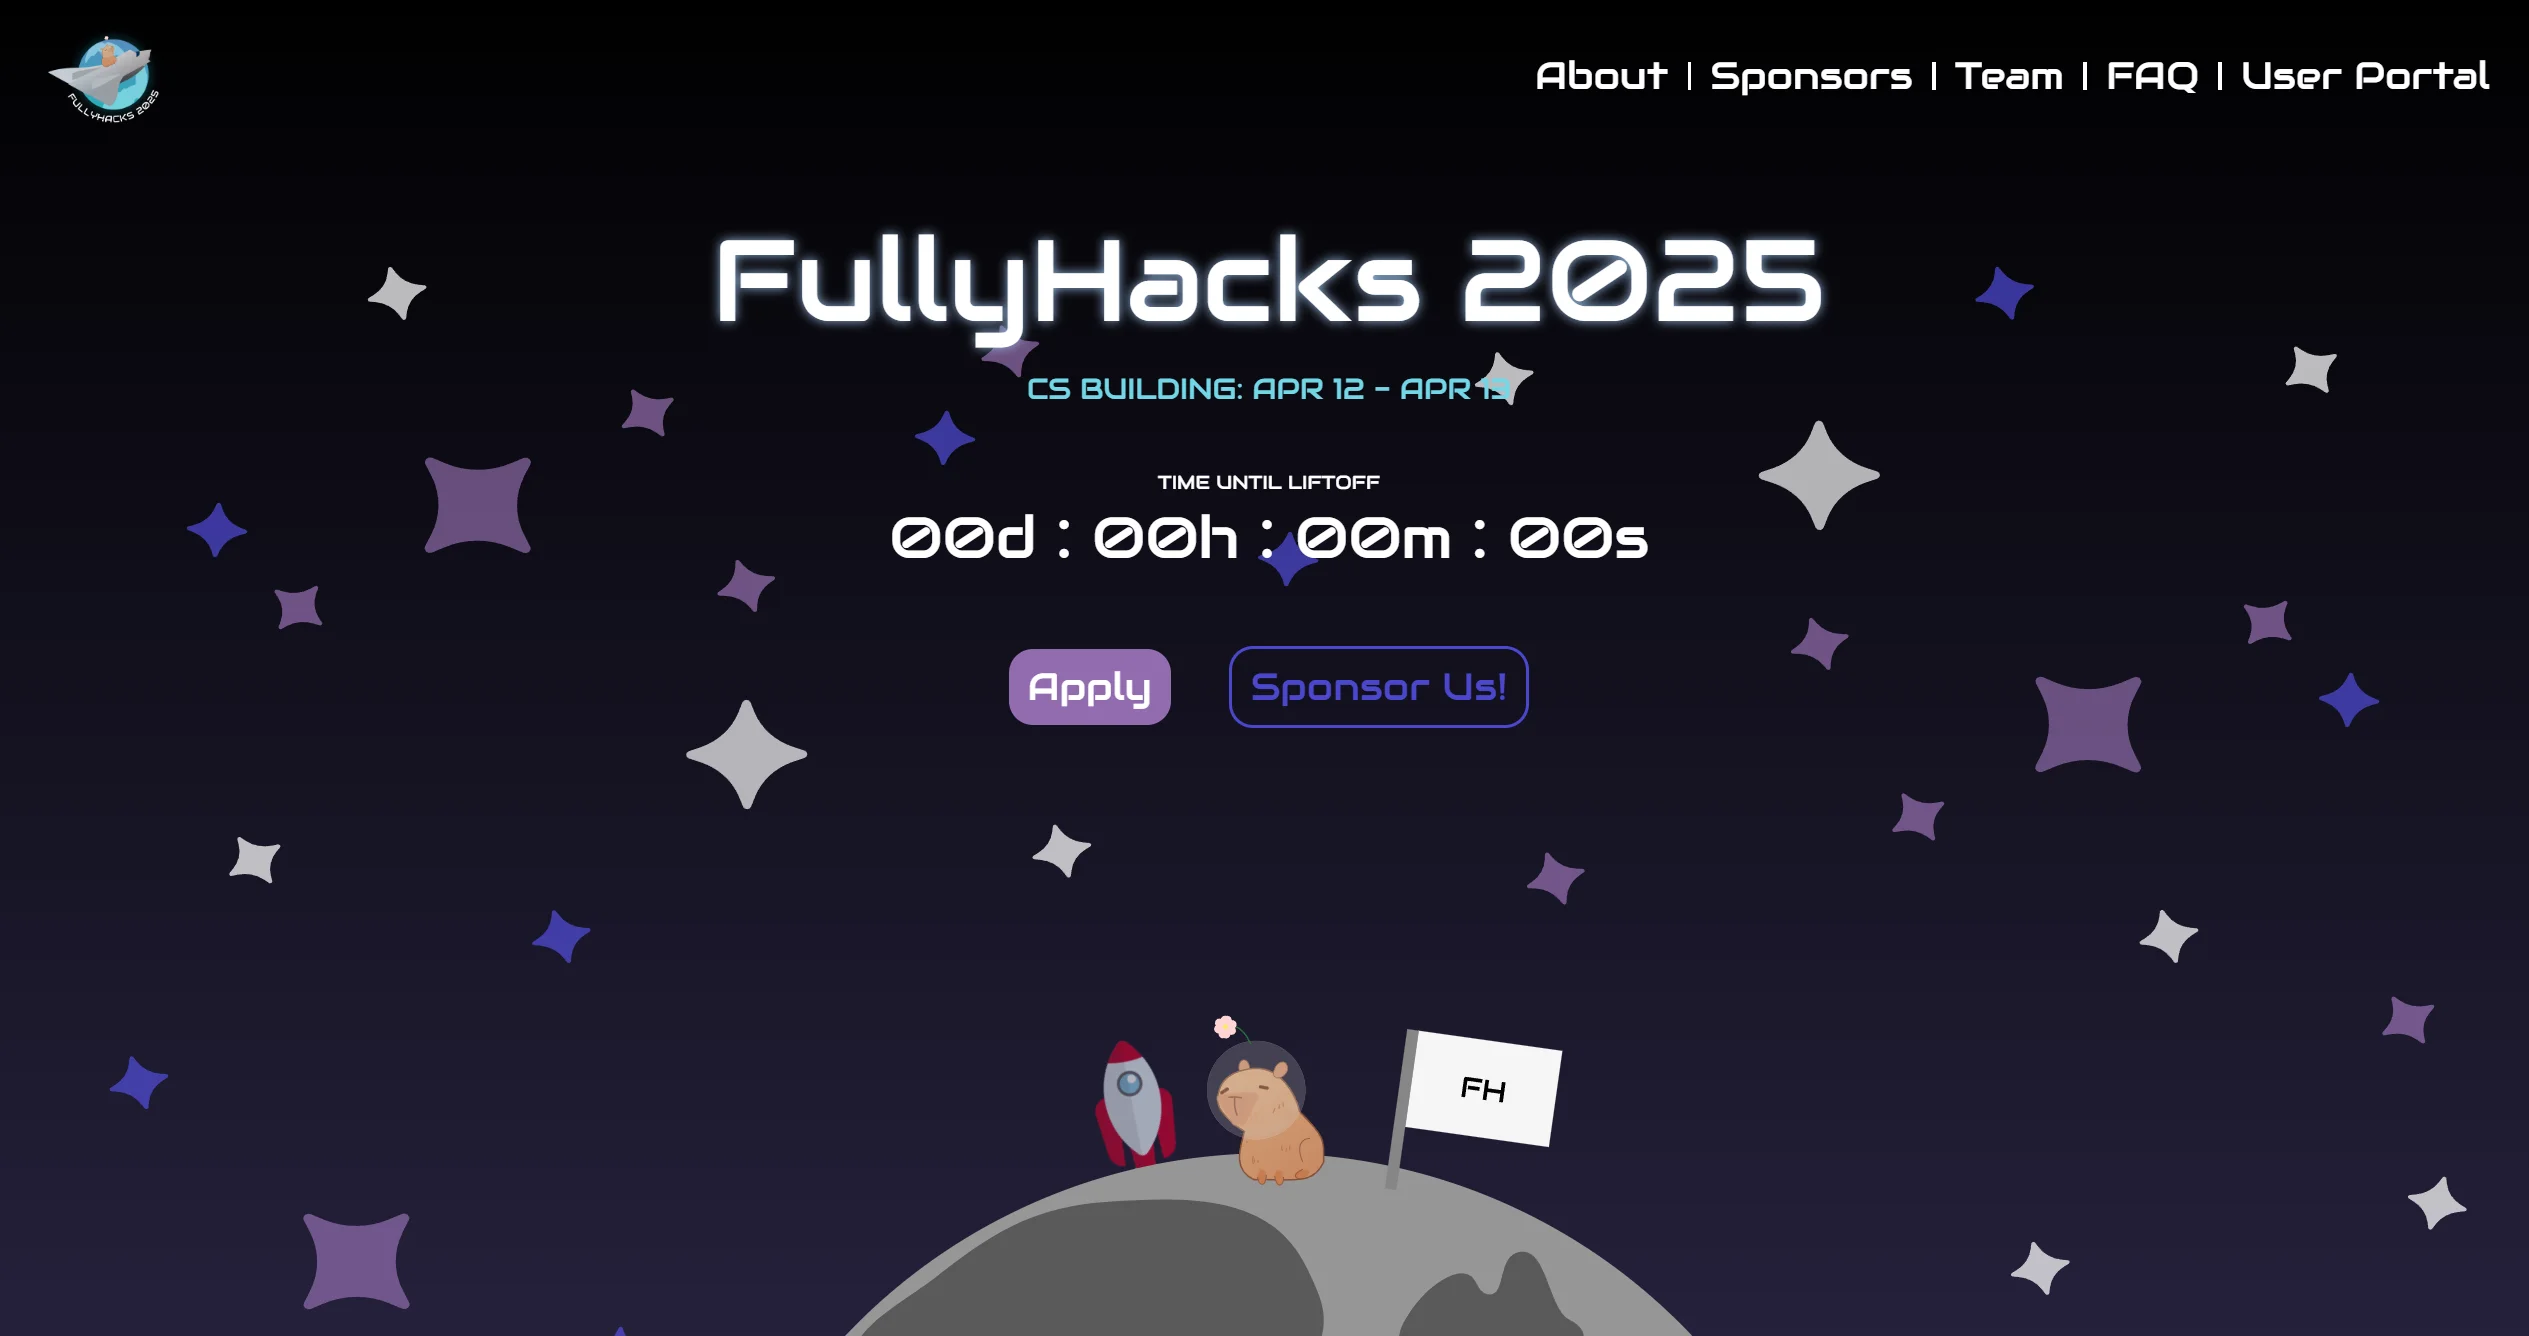 FULLYHACKS 2025
About | Sponsors | Team | FAQ | User Portal
FullyHacks 2025
CS BUILDING: APR 12 - APR 13
TIME UNTIL LIFTOFF
00d : 00h : 00m : 00s
Apply
Sponsor Us!
FH